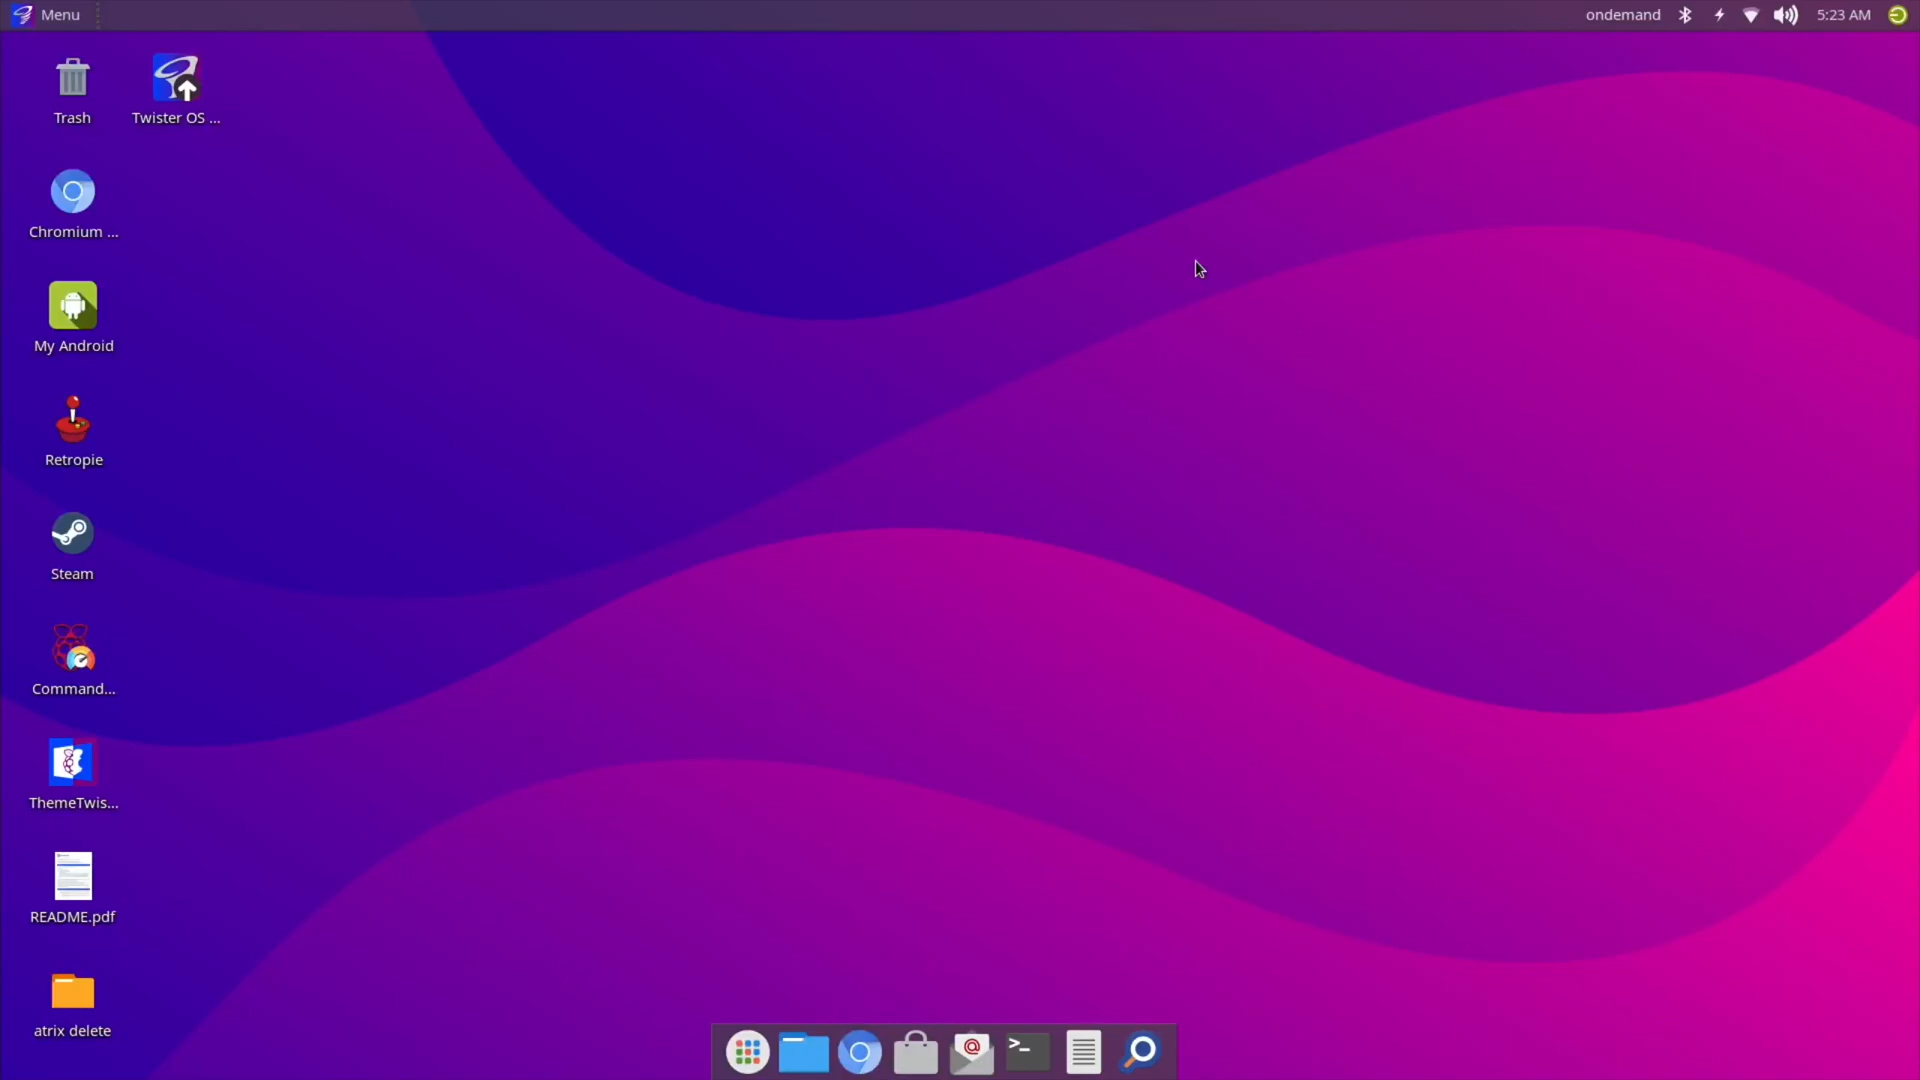 Menu
ondemand
5:23 AM
Trash
Twister OS ...
Chromium ...
My Android
Retropie
Steam
Command...
ThemeTwis...
README.pdf
atrix delete
@
>_